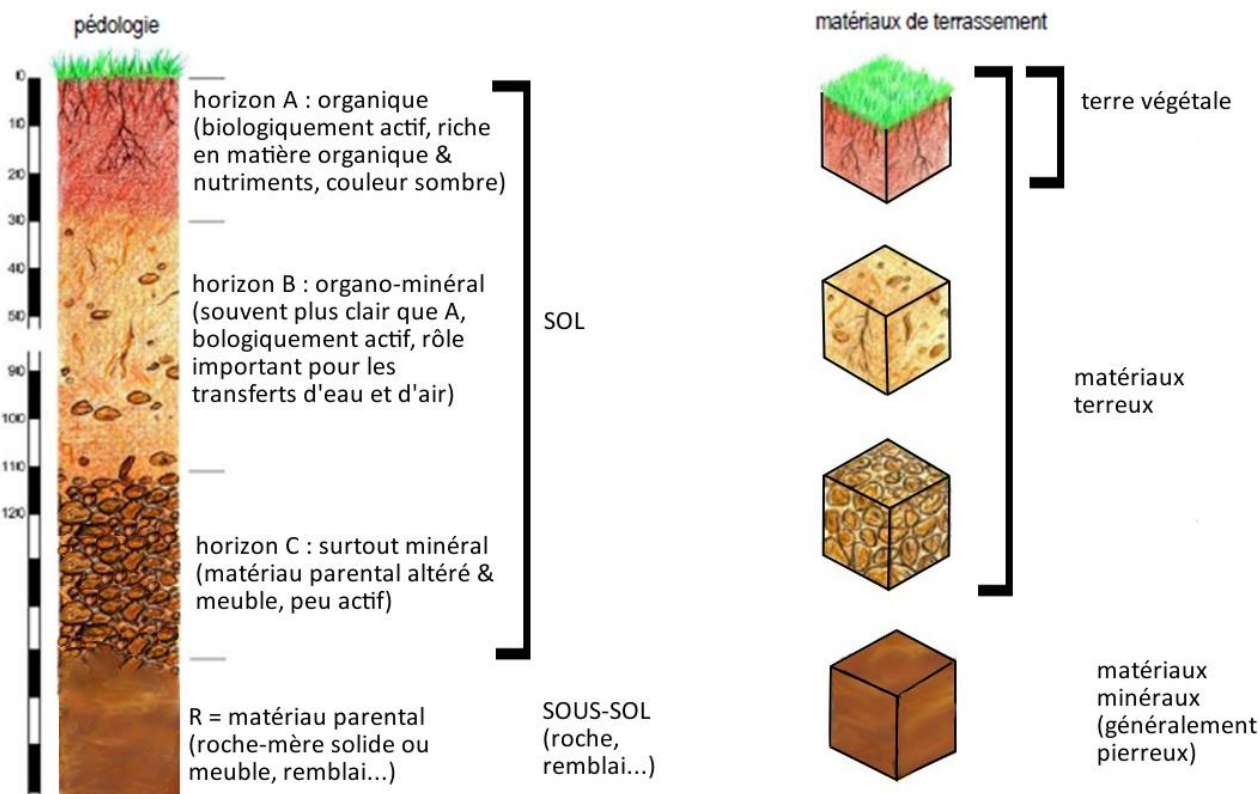 pédologie
matériaux de terrassement
0
10
20
30
40
50
90
100
110
120
horizon A : organique
(biologiquement actif, riche
en matière organique &
nutriments, couleur sombre)
horizon B : organo-minéral
(souvent plus clair que A,
bologiquement actif, rôle
important pour les
transferts d'eau et d'air)
horizon C : surtout minéral
(matériau parental altéré &
meuble, peu actif)
R = matériau parental
(roche-mère solide ou
meuble, remblai...)
SOL
SOUS-SOL
(roche,
remblai...)
terre végétale
matériaux
terreux
matériaux
minéraux
(généralement
pierreux)